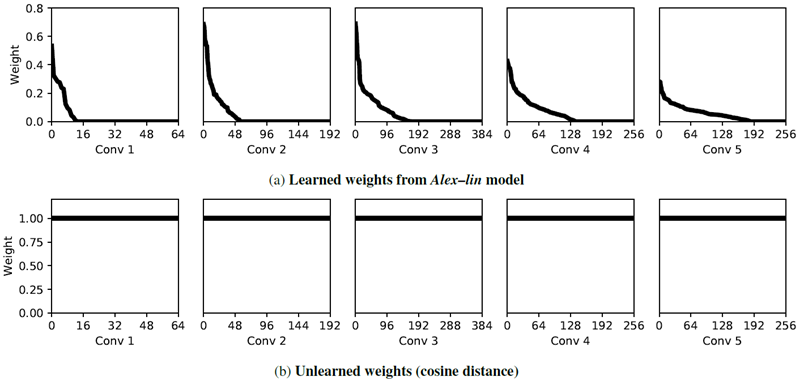 0.8
0.6
0.4
0.2
0.0
Weight
0 16 32 48 64
Conv 1
0 48 96 144 192
Conv 2
0 96 192 288 384
Conv 3
0 64 128 192 256
Conv 4
0 64 128 192 256
Conv 5
(a) Learned weights from Alex–lin model
1.00
0.75
0.50
0.25
0.00
Weight
0 16 32 48 64
Conv 1
0 48 96 144 192
Conv 2
0 96 192 288 384
Conv 3
0 64 128 192 256
Conv 4
0 64 128 192 256
Conv 5
(b) Unlearned weights (cosine distance)